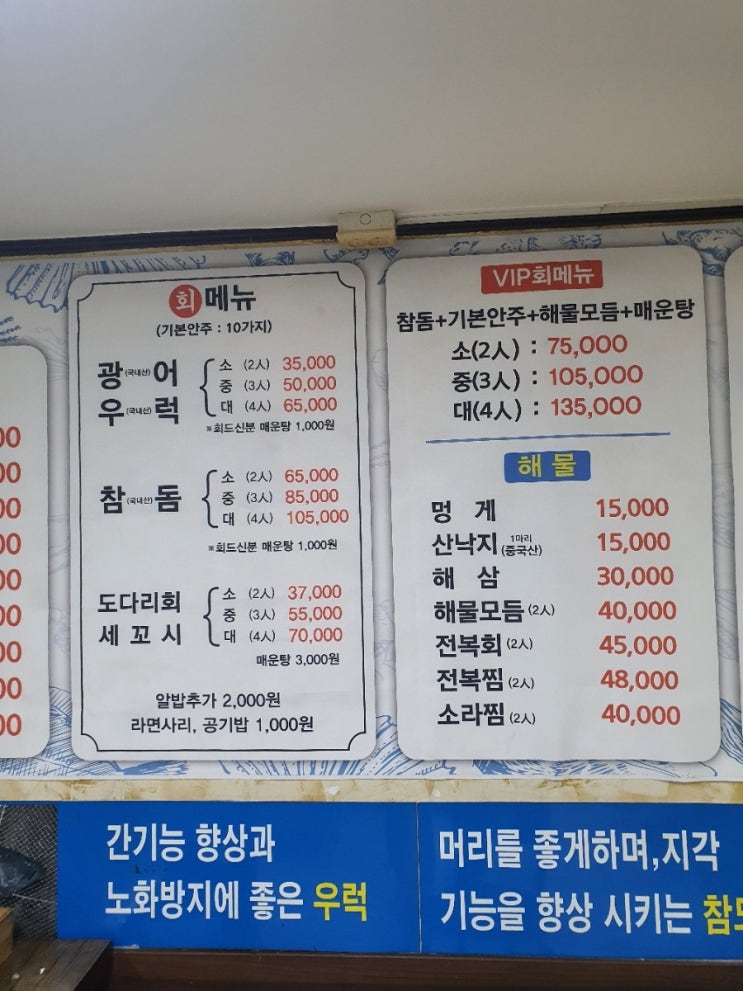 00
00
00
00
00
00
00
00
00
회메뉴
(기본안주 : 10가지)
광(국내산)어
우(국내산)럭
소 (2人) 35,000
중 (3人) 50,000
대 (4人) 65,000
※회드신분 매운탕 1,000원
참(국내산)돔
소 (2人) 65,000
중 (3人) 85,000
대 (4人) 105,000
※회드신분 매운탕 1,000원
도다리회
세꼬시
소 (2人) 37,000
중 (3人) 55,000
대 (4人) 70,000
매운탕 3,000원
알밥추가 2,000원
라면사리, 공기밥 1,000원
VIP회메뉴
참돔+기본안주+해물모듬+매운탕
소(2人) : 75,000
중(3人) : 105,000
대(4人) : 135,000
해물
멍게 15,000
산낙지 1마리 (중국산) 15,000
해삼 30,000
해물모듬 (2人) 40,000
전복회 (2人) 45,000
전복찜 (2人) 48,000
소라찜 (2人) 40,000
간기능 향상과
노화방지에 좋은 우럭
머리를 좋게하며,지각
기능을 향상 시키는 참